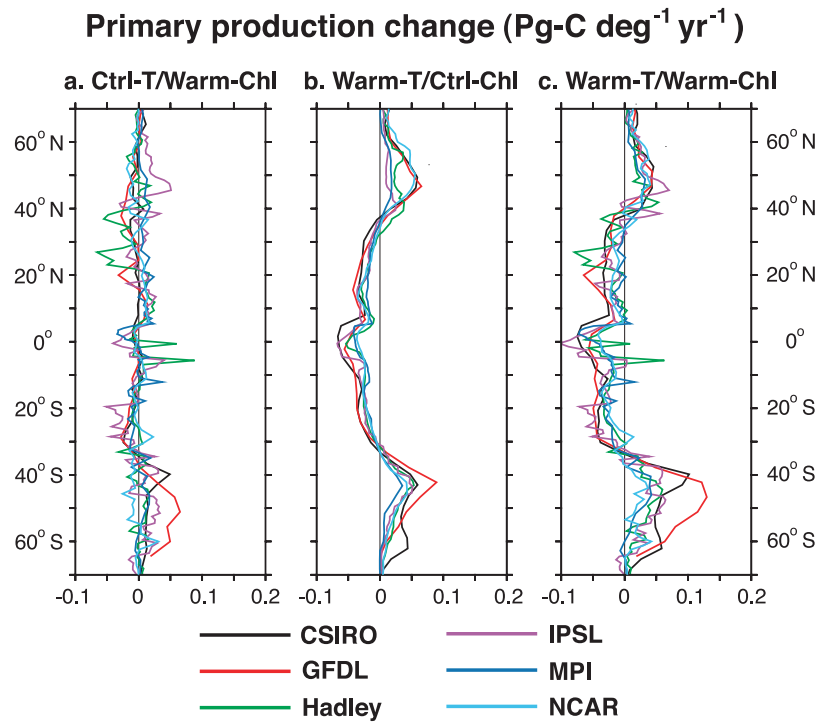 Primary production change (Pg-C deg⁻¹ yr⁻¹)
a. Ctrl-T/Warm-Chl b. Warm-T/Ctrl-Chl c. Warm-T/Warm-Chl
60° N 60° N
40° N 40° N
20° N 20° N
0° 0°
20° S 20° S
40° S 40° S
60° S 60° S
-0.1 0 0.1 0.2 -0.1 0 0.1 0.2 -0.1 0 0.1 0.2
CSIRO IPSL
GFDL MPI
Hadley NCAR